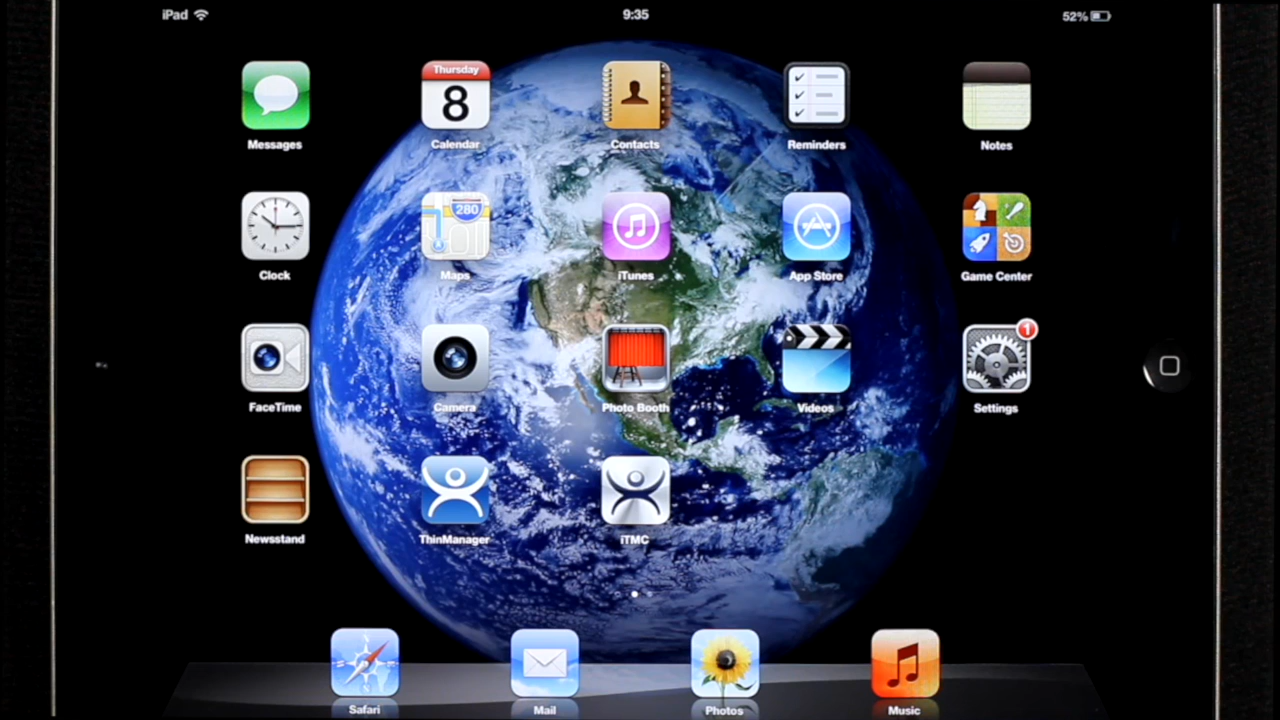 iPad 9:35 52%
Thursday
8
Messages Calendar Contacts Reminders Notes
280
Clock Maps iTunes App Store Game Center
1
FaceTime Camera Photo Booth Videos Settings
Newsstand ThinManager iTMC
N
S
Safari Mail Photos Music